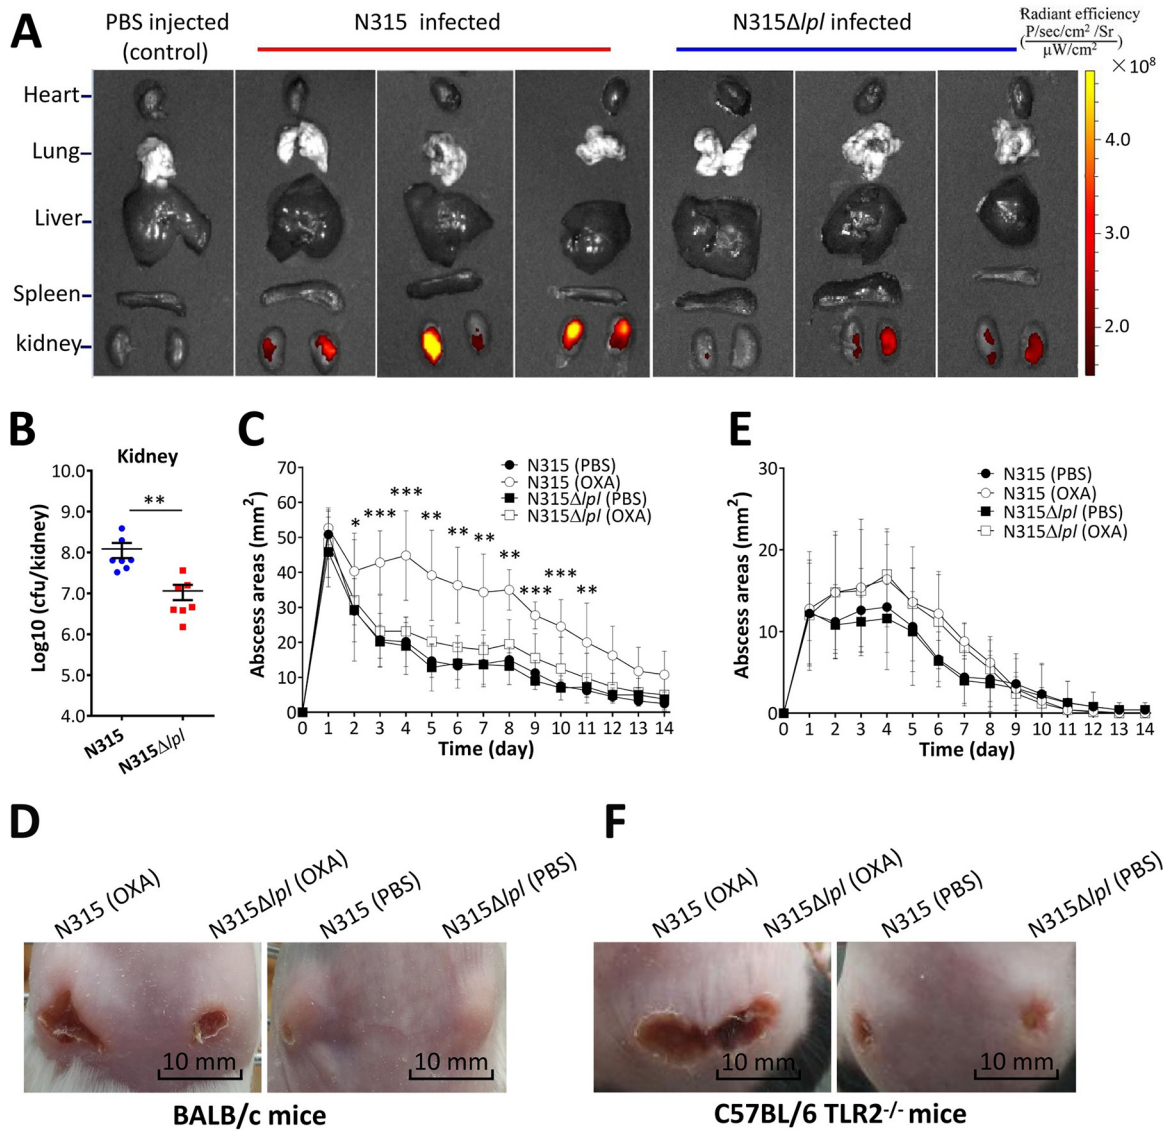 A
PBS injected
(control)
N315 infected
N315Δlpl infected
Radiant efficiency
(P/sec/cm² /Sr
μW/cm²)
×10⁸
Heart
Lung
Liver
Spleen
kidney
4.0
3.0
2.0
B
Kidney
**
Log10 (cfu/kidney)
10.0
9.0
8.0
7.0
6.0
5.0
4.0
N315
N315Δlpl
C
N315 (PBS)
N315 (OXA)
N315Δlpl (PBS)
N315Δlpl (OXA)
* *** *** ** ** ** ** *** *** **
Abscess areas (mm²)
70
60
50
40
30
20
10
0
0 1 2 3 4 5 6 7 8 9 10 11 12 13 14
Time (day)
E
N315 (PBS)
N315 (OXA)
N315Δlpl (PBS)
N315Δlpl (OXA)
Abscess areas (mm²)
30
20
10
0
0 1 2 3 4 5 6 7 8 9 10 11 12 13 14
Time (day)
D
N315 (OXA)
N315Δlpl (OXA)
N315 (PBS)
N315Δlpl (PBS)
10 mm
10 mm
BALB/c mice
F
N315 (OXA)
N315Δlpl (OXA)
N315 (PBS)
N315Δlpl (PBS)
10 mm
10 mm
C57BL/6 TLR2⁻/⁻ mice